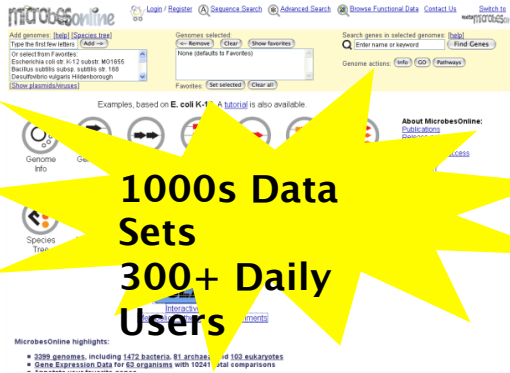 microbesonline
Login / Register Sequence Search Advanced Search Browse Functional Data Contact Us Switch to
Add genomes: [help] [Species tree] Genomes selected: Search genes in selected genomes: [help]
Type the first few letters Add → ← Remove Clear Show favorites Enter name or keyword Find Genes
Or select from Favorites: None (defaults to Favorites)
Escherichia coli str. K-12 substr. MG1655
Bacillus subtilis subsp. subtilis str. 168 Genome actions: Info GO Pathways
Desulfovibrio vulgaris Hildenborough
[Show plasmids/viruses] Favorites: Set selected Clear all
Examples, based on E. coli K-12. A tutorial is also available.
About MicrobesOnline:
Publications
Genome
Info
1000s Data
Sets
300+ Daily
Users
Species
Tree
Interactive
MicrobesOnline highlights:
3399 genomes, including 1472 bacteria, 81 archaea and 103 eukaryotes
Gene Expression Data for 63 organisms with 10241 total comparisons
Annotate your favorite genes